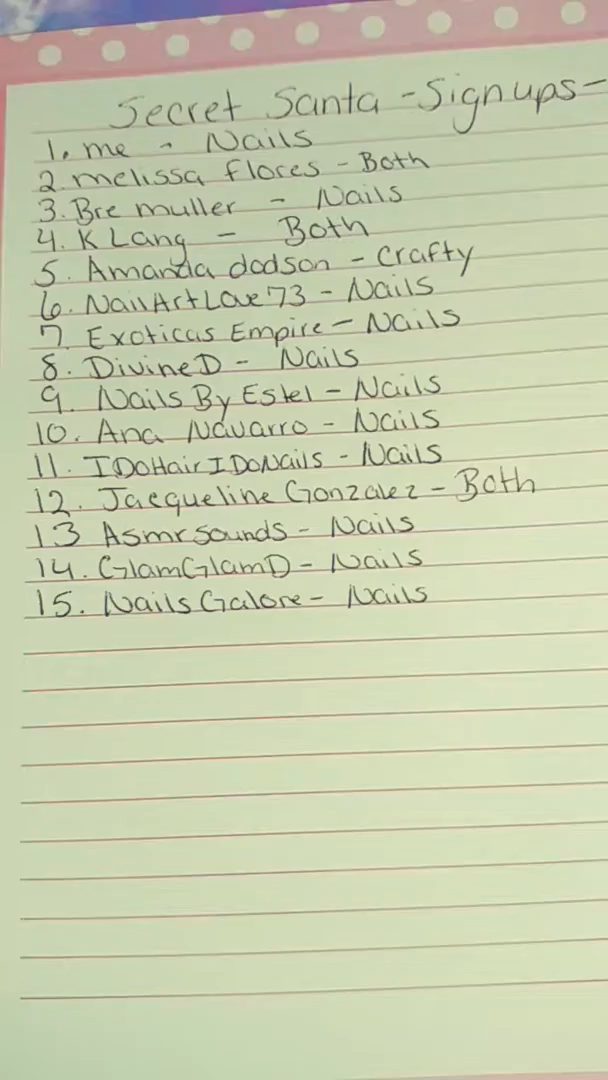 Secret Santa - Signups -
1. me - Nails
2. melissa flores - Both
3. Bre muller - Nails
4. K Lang - Both
5. Amanda dodson - Crafty
6. NailArtLove73 - Nails
7. Exoticas Empire - Nails
8. DivineD - Nails
9. Nails By Estel - Nails
10. Ana Navarro - Nails
11. IDoHairIDoNails - Nails
12. Jacqueline Gonzalez - Both
13 Asmrsounds - Nails
14. GlamGlamD - Nails
15. NailsGalore - Nails